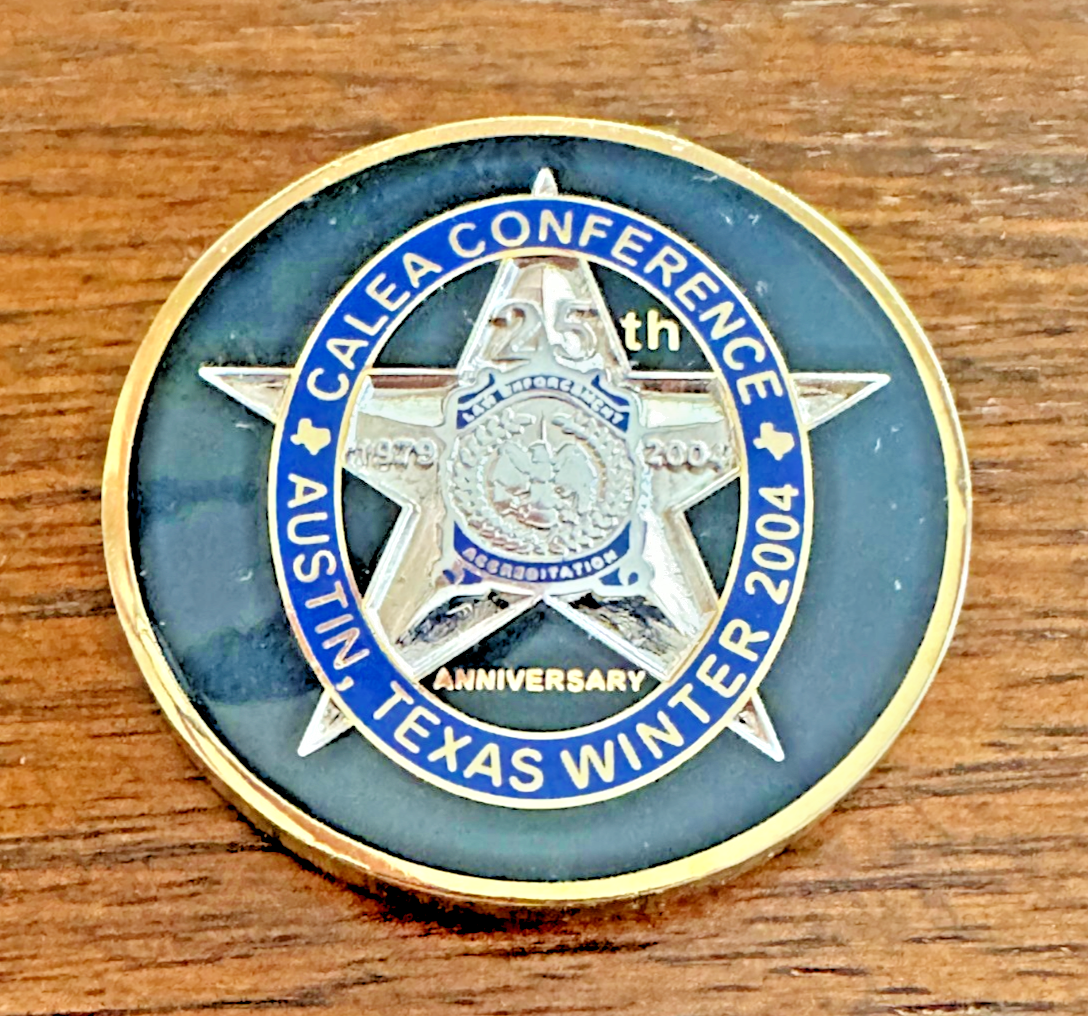 CALEA CONFERENCE
25th
LAW ENFORCEMENT
1979 2004
ACCREDITATION
ANNIVERSARY
AUSTIN, TEXAS WINTER 2004